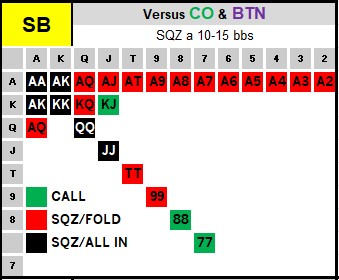 SB Versus CO & BTN
SQZ a 10-15 bbs
A K Q J T 9 8 7 6 5 4 3 2
A AA AK AQ AJ AT A9 A8 A7 A6 A5 A4 A3 A2
K AK KK KQ KJ
Q AQ QQ
J JJ
T TT
9 CALL 99
8 SQZ/FOLD 88
SQZ/ALL IN 77
7